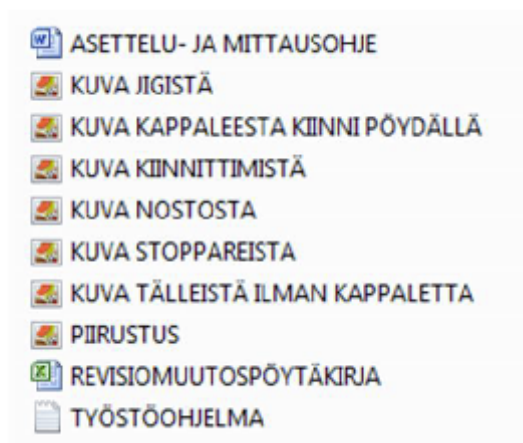 ASETTELU- JA MITTAUSOHJE
KUVA JIGISTÄ
KUVA KAPPALEESTA KIINNI PÖYDÄLLÄ
KUVA KIINNITTIMISTÄ
KUVA NOSTOSTA
KUVA STOPPAREISTA
KUVA TÄLLEISTÄ ILMAN KAPPALETTA
PIIRUSTUS
REVISIOMUUTOSPÖYTÄKIRJA
TYÖSTÖOHJELMA